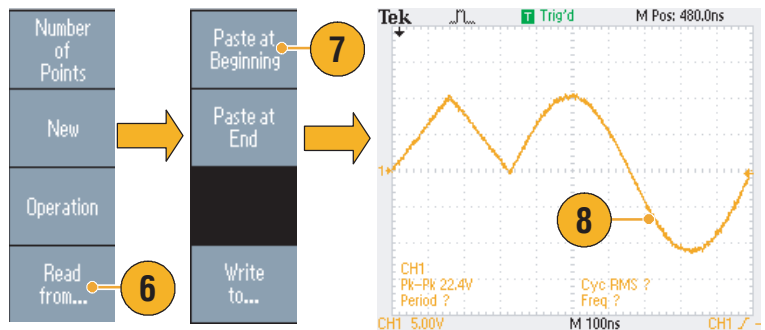 Number
of
Points
New
Operation
Read
from...
6
Paste at
Beginning
7
Paste at
End
Write
to...
Tek
T Trig'd
M Pos: 480.0ns
1
8
CH1
Pk-Pk 22.4V
Period ?
Cyc RMS ?
Freq ?
CH1 5.00V
M 100ns
CH1